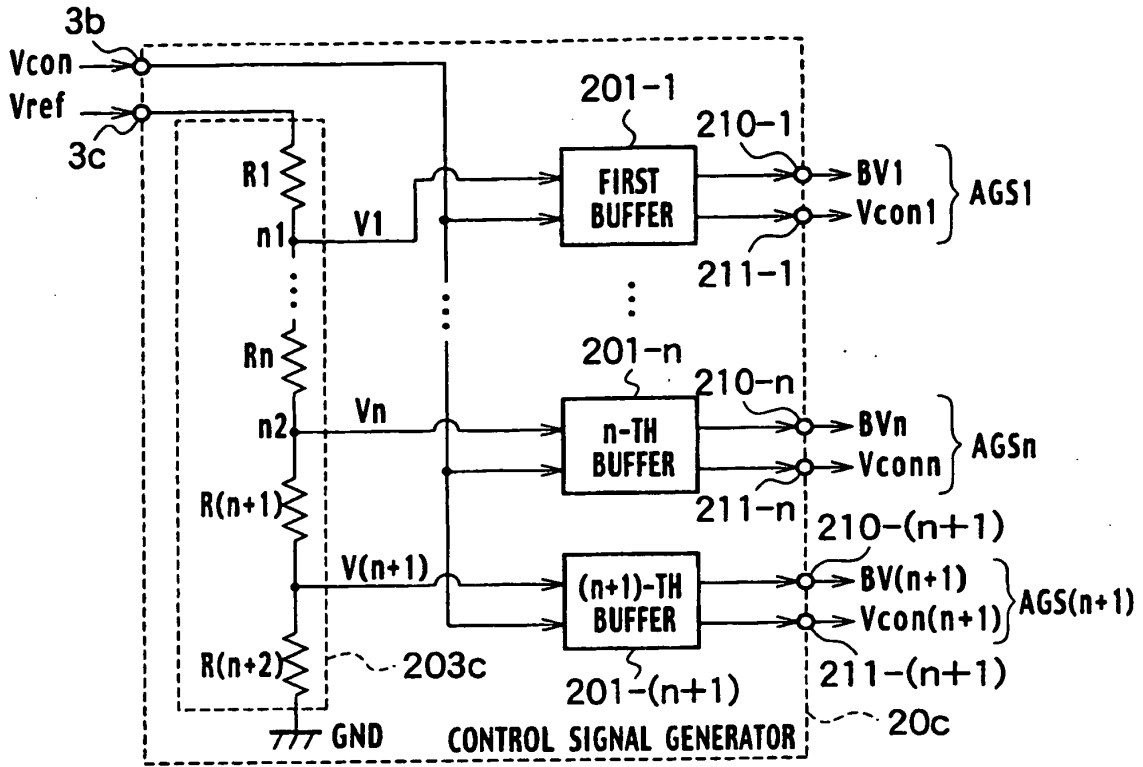 3b
Vcon
Vref
3c
201-1
210-1
R1
FIRST
BUFFER
BV1
Vcon1
AGS1
n1
V1
211-1
201-n
Rn
210-n
n2
Vn
n-TH
BUFFER
BVn
Vconn
AGSn
R(n+1)
211-n
210-(n+1)
V(n+1)
(n+1)-TH
BUFFER
BV(n+1)
Vcon(n+1)
AGS(n+1)
R(n+2)
203c
201-(n+1)
211-(n+1)
20c
GND
CONTROL SIGNAL GENERATOR